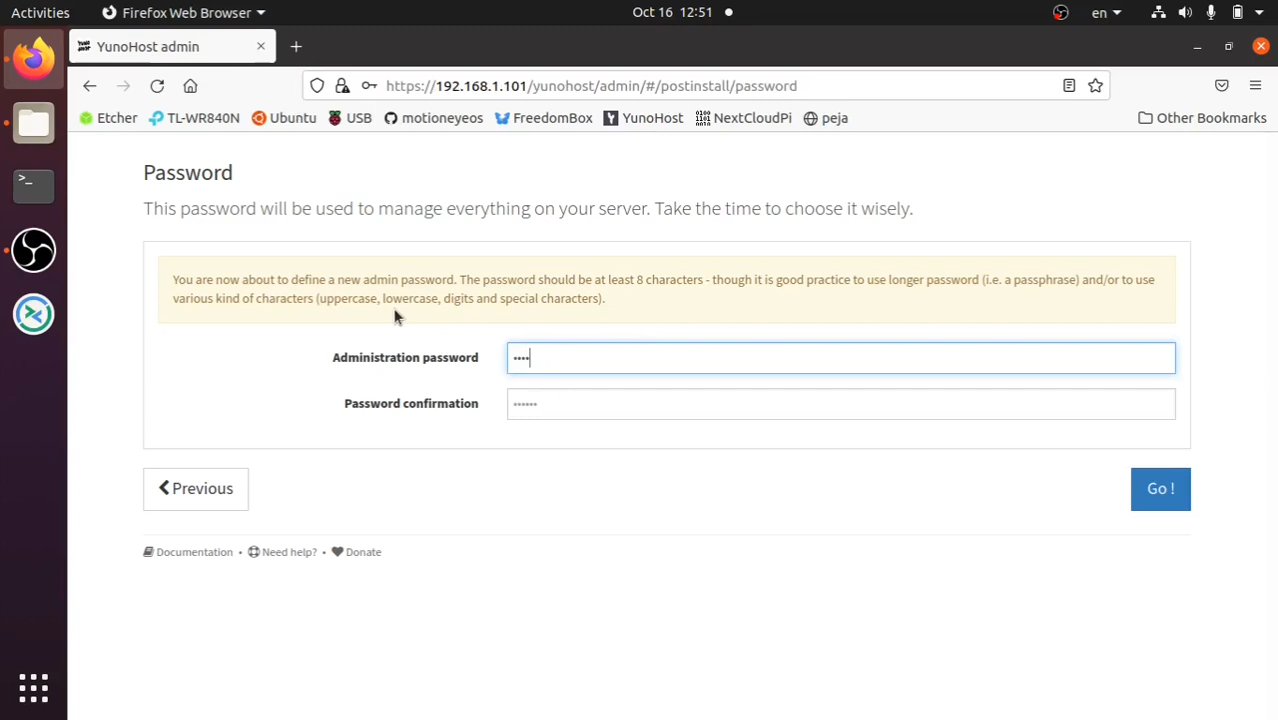 Activities
Firefox Web Browser
Oct 16 12:51
en
YunoHost admin
https://192.168.1.101/yunohost/admin/#/postinstall/password
Etcher
TL-WR840N
Ubuntu
USB
motioneyeos
FreedomBox
YunoHost
NextCloudPi
peja
Other Bookmarks
Password
This password will be used to manage everything on your server. Take the time to choose it wisely.
You are now about to define a new admin password. The password should be at least 8 characters - though it is good practice to use longer password (i.e. a passphrase) and/or to use
various kind of characters (uppercase, lowercase, digits and special characters).
Administration password
••••
Password confirmation
••••••
Previous
Go !
Documentation • Need help? • Donate